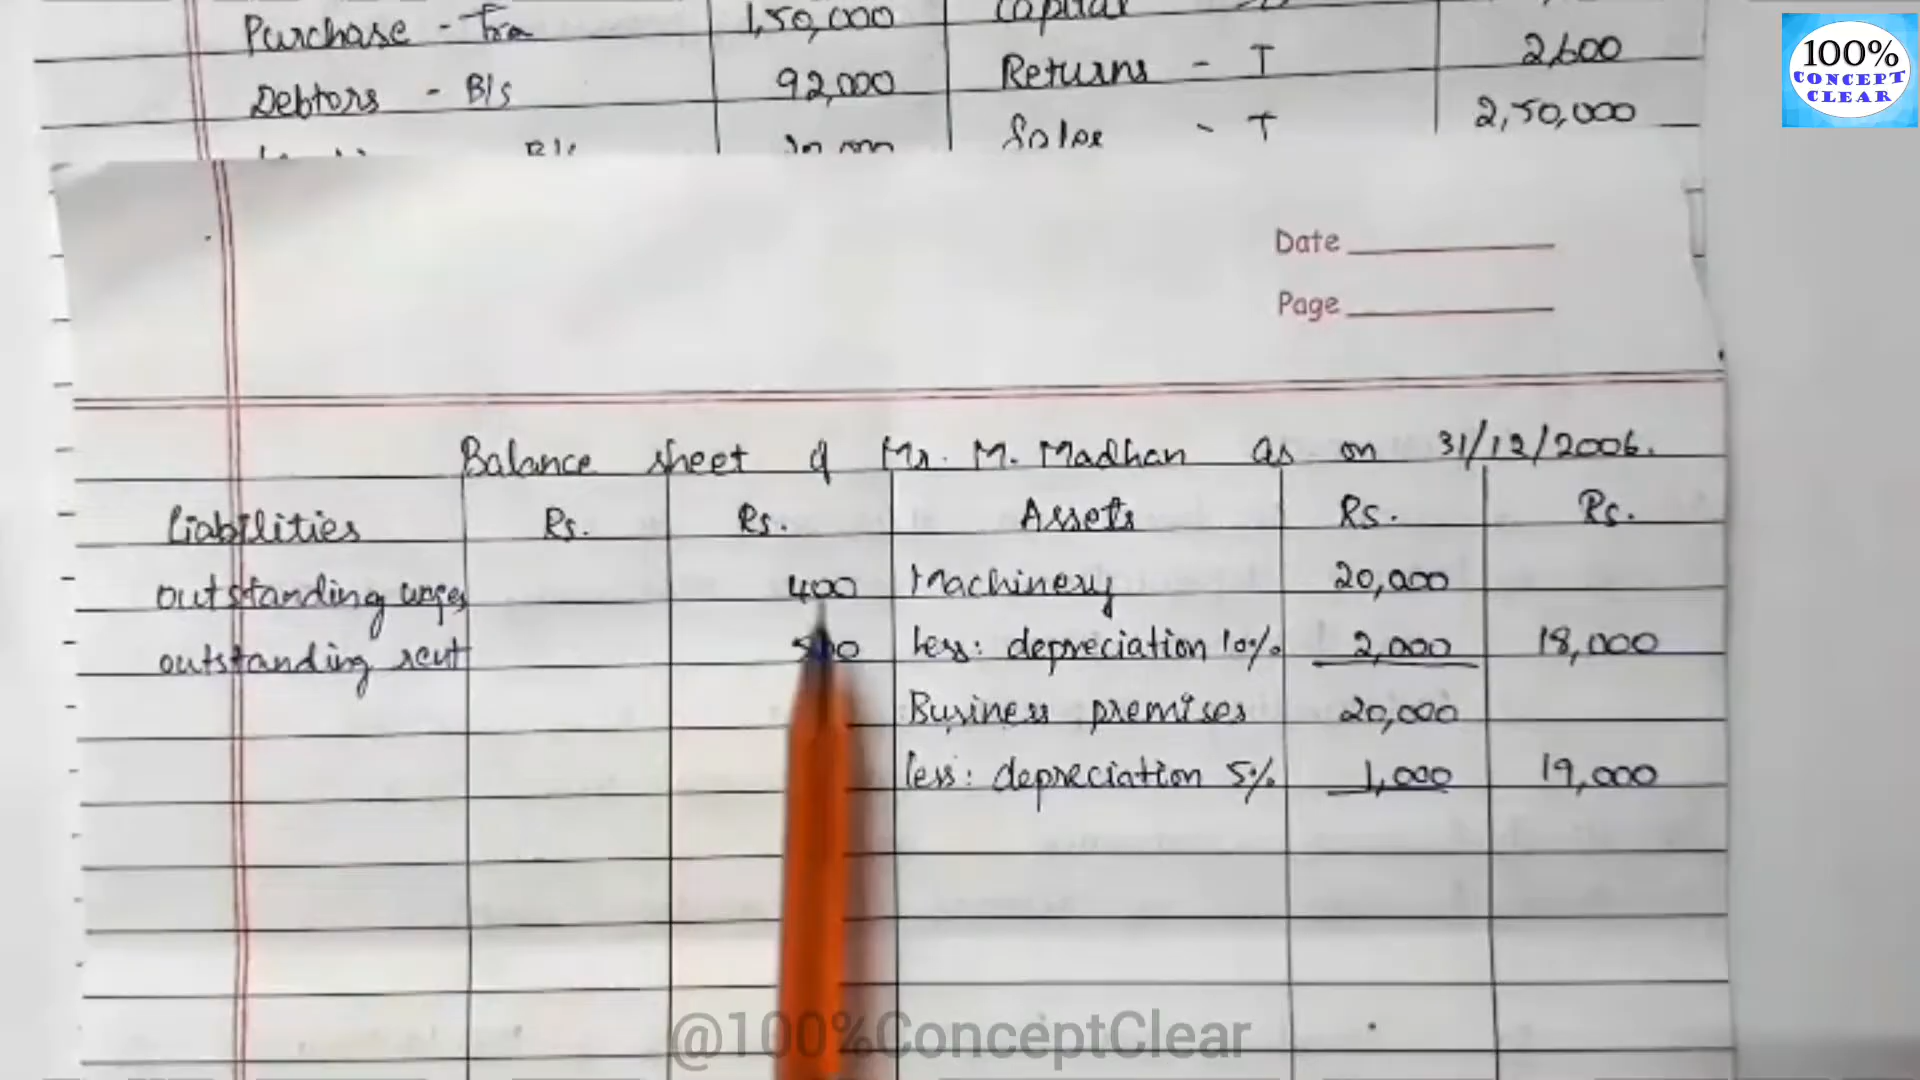 Purchase - Tra 1,50,000 Capital
Debtors - B/s 92,000 Returns - T 2,600
Sales - T 2,50,000
100%
CONCEPT
CLEAR
Date
Page
Balance sheet of Mr. M. Madhan as on 31/12/2006.
Liabilities Rs. Rs. Assets Rs. Rs.
outstanding wages 400 Machinery 20,000
outstanding rent 500 less: depreciation 10% 2,000 18,000
Business premises 20,000
less: depreciation 5% 1,000 19,000
@100%ConceptClear